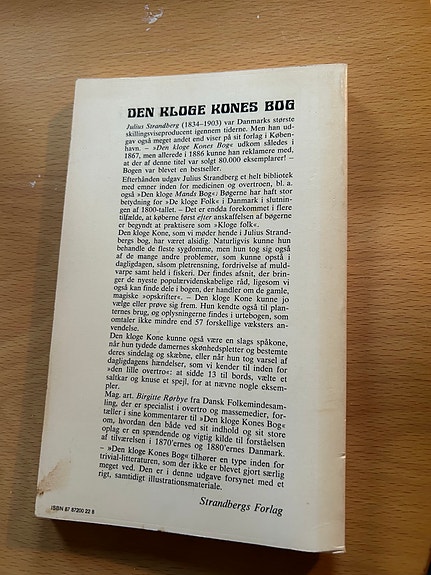 DEN KLOGE KONES BOG
Julius Strandberg (1834–1903) var Danmarks største
skillingsviseproducent igennem tiderne. Men han ud-
gav også meget andet end viser på sit forlag i Køben-
havn. – »Den kloge Kones Bog« udkom således i
1867, men allerede i 1886 kunne han reklamere med,
at der af denne titel var solgt 80.000 eksemplarer! –
Bogen var blevet en bestseller.
Efterhånden udgav Julius Strandberg et helt bibliotek
med emner inden for medicinen og overtroen, bl. a.
også »Den kloge Mands Bog«. Bøgerne har haft stor
betydning for »De kloge Folk« i Danmark i slutnin-
gen af 1800-tallet. – Det er endda forekommet i flere
tilfælde, at køberne først efter anskaffelsen af bøgerne
er begyndt at praktisere som »Kloge folk«.
Den kloge Kone, som vi møder hende i Julius Strand-
bergs bog, har været alsidig. Naturligvis kunne hun
behandle de fleste sygdomme, men hun tog sig også
af de mange andre problemer, som kunne opstå i
dagligdagen, såsom pletrensning, fordrivelse af muld-
varpe samt held i fiskeri. Der findes afsnit, der brin-
ger de nyeste populærvidenskabelige råd, ligesom vi
også kan finde dele i bogen, der handler om de gamle,
magiske »opskrifter«. – Den kloge Kone kunne jo
vælge eller prøve sig frem. Hun kendte også til plan-
ternes brug, og oplysningerne findes i urtebogen, som
omtaler ikke mindre end 57 forskellige væksters an-
vendelse.
Den kloge Kone kunne også være en slags spåkone,
når hun tydede damernes skønhedspletter og bestemte
deres sindelag og skæbne, eller når hun tog varsel af
dagligdagens hændelser, som vi kender til inden for
»den lille overtro«: at sidde 13 til bords, vælte et
saltkar og knuse et spejl, for at nævne nogle eksem-
pler.
Mag. art. Birgitte Rørbye fra Dansk Folkemindesam-
ling, der er specialist i overtro og massemedier, for-
tæller i sine kommentarer til »Den kloge Kones Bog«
om, hvordan den både ved sit indhold og sit store
oplag er en spændende og vigtig kilde til forståelsen
af tilværelsen i 1870'ernes og 1880'ernes Danmark.
– »Den kloge Kones Bog« tilhører en type inden for
trivial-litteraturen, som der ikke er blevet gjort særlig
meget ved. Den er i denne udgave forsynet med et
rigt, samtidigt illustrationsmateriale.
Strandbergs Forlag
ISBN 87 87200 22 8